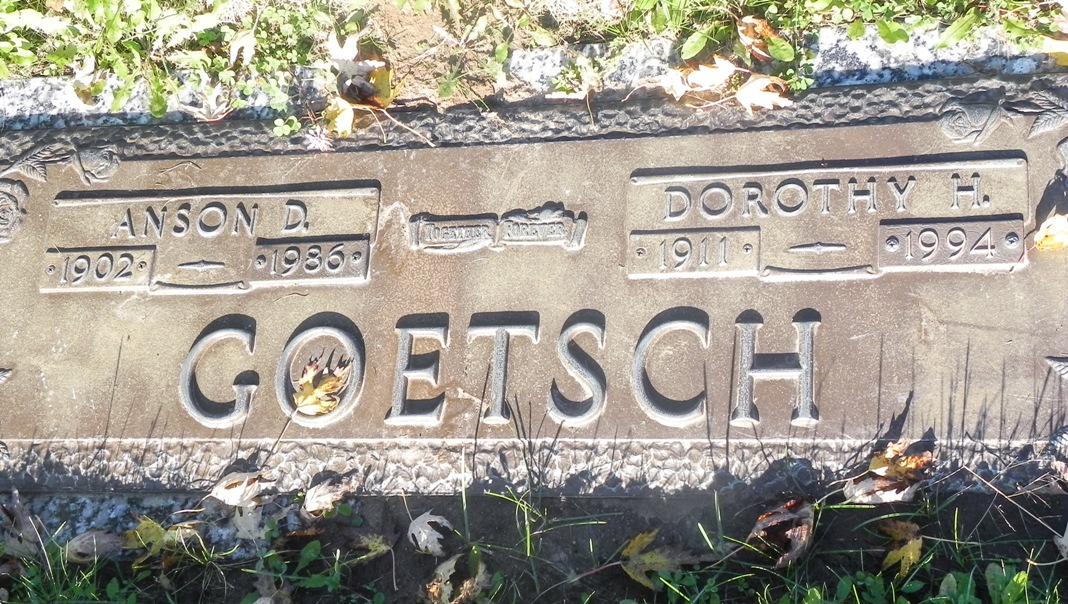 ANSON D.
1902 – 1986
TOGETHER FOREVER
DOROTHY H.
1911 – 1994
GOETSCH